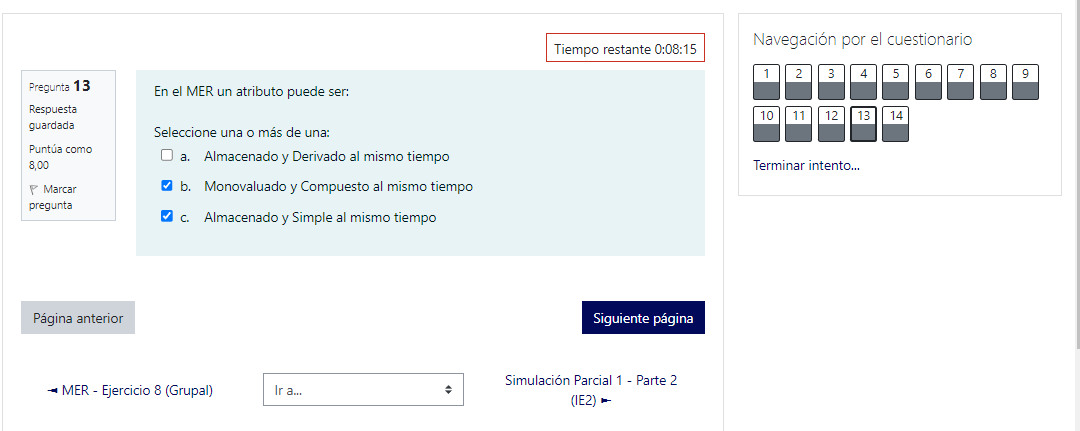 Tiempo restante 0:08:15
Pregunta 13
Respuesta
guardada
Puntúa como
8,00
Marcar
pregunta
En el MER un atributo puede ser:
Seleccione una o más de una:
a. Almacenado y Derivado al mismo tiempo
b. Monovaluado y Compuesto al mismo tiempo
c. Almacenado y Simple al mismo tiempo
Página anterior
Siguiente página
◄ MER - Ejercicio 8 (Grupal)
Ir a...
Simulación Parcial 1 - Parte 2
(IE2) ►
Navegación por el cuestionario
1 2 3 4 5 6 7 8 9
10 11 12 13 14
Terminar intento...